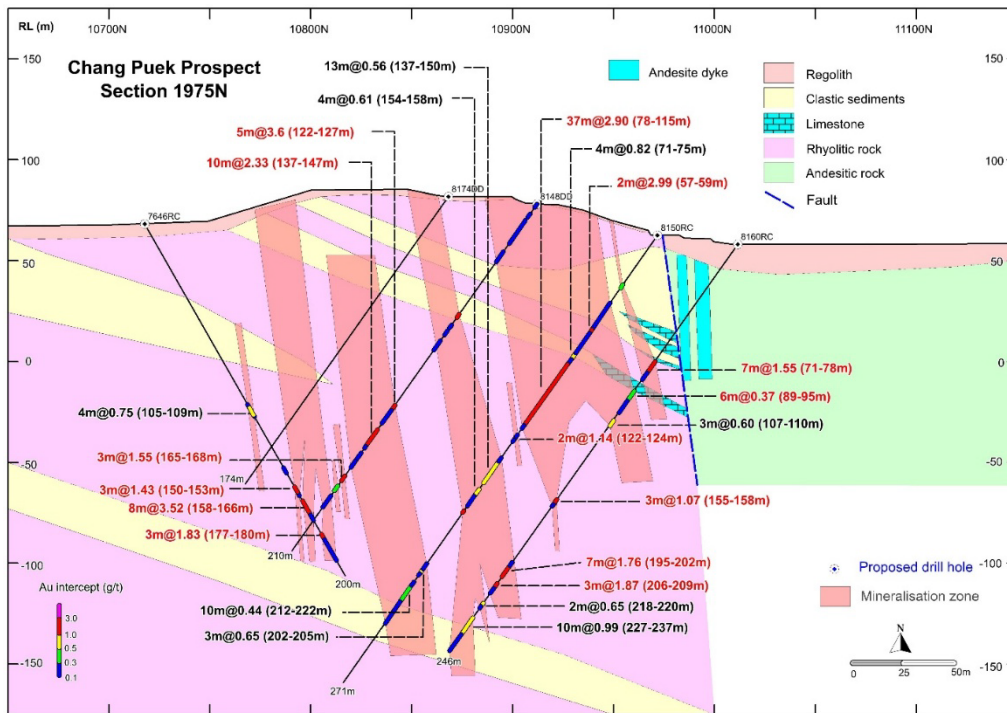 RL (m)
10700N
10800N
10900N
11000N
11100N
150
100
50
0
-50
-100
-150
150
100
50
0
-50
-100
-150
Chang Puek Prospect
Section 1975N
13m@0.56 (137-150m)
4m@0.61 (154-158m)
5m@3.6 (122-127m)
10m@2.33 (137-147m)
37m@2.90 (78-115m)
4m@0.82 (71-75m)
2m@2.99 (57-59m)
Andesite dyke
Regolith
Clastic sediments
Limestone
Rhyolitic rock
Andesitic rock
Fault
7646RC
8174DD
8148DD
8150RC
8160RC
7m@1.55 (71-78m)
6m@0.37 (89-95m)
3m@0.60 (107-110m)
4m@0.75 (105-109m)
2m@1.14 (122-124m)
3m@1.55 (165-168m)
174m
3m@1.43 (150-153m)
8m@3.52 (158-166m)
3m@1.07 (155-158m)
3m@1.83 (177-180m)
210m
200m
7m@1.76 (195-202m)
3m@1.87 (206-209m)
2m@0.65 (218-220m)
10m@0.99 (227-237m)
10m@0.44 (212-222m)
3m@0.65 (202-205m)
246m
271m
Au intercept (g/t)
3.0
1.0
0.5
0.3
0.1
Proposed drill hole
Mineralisation zone
N
0
25
50m